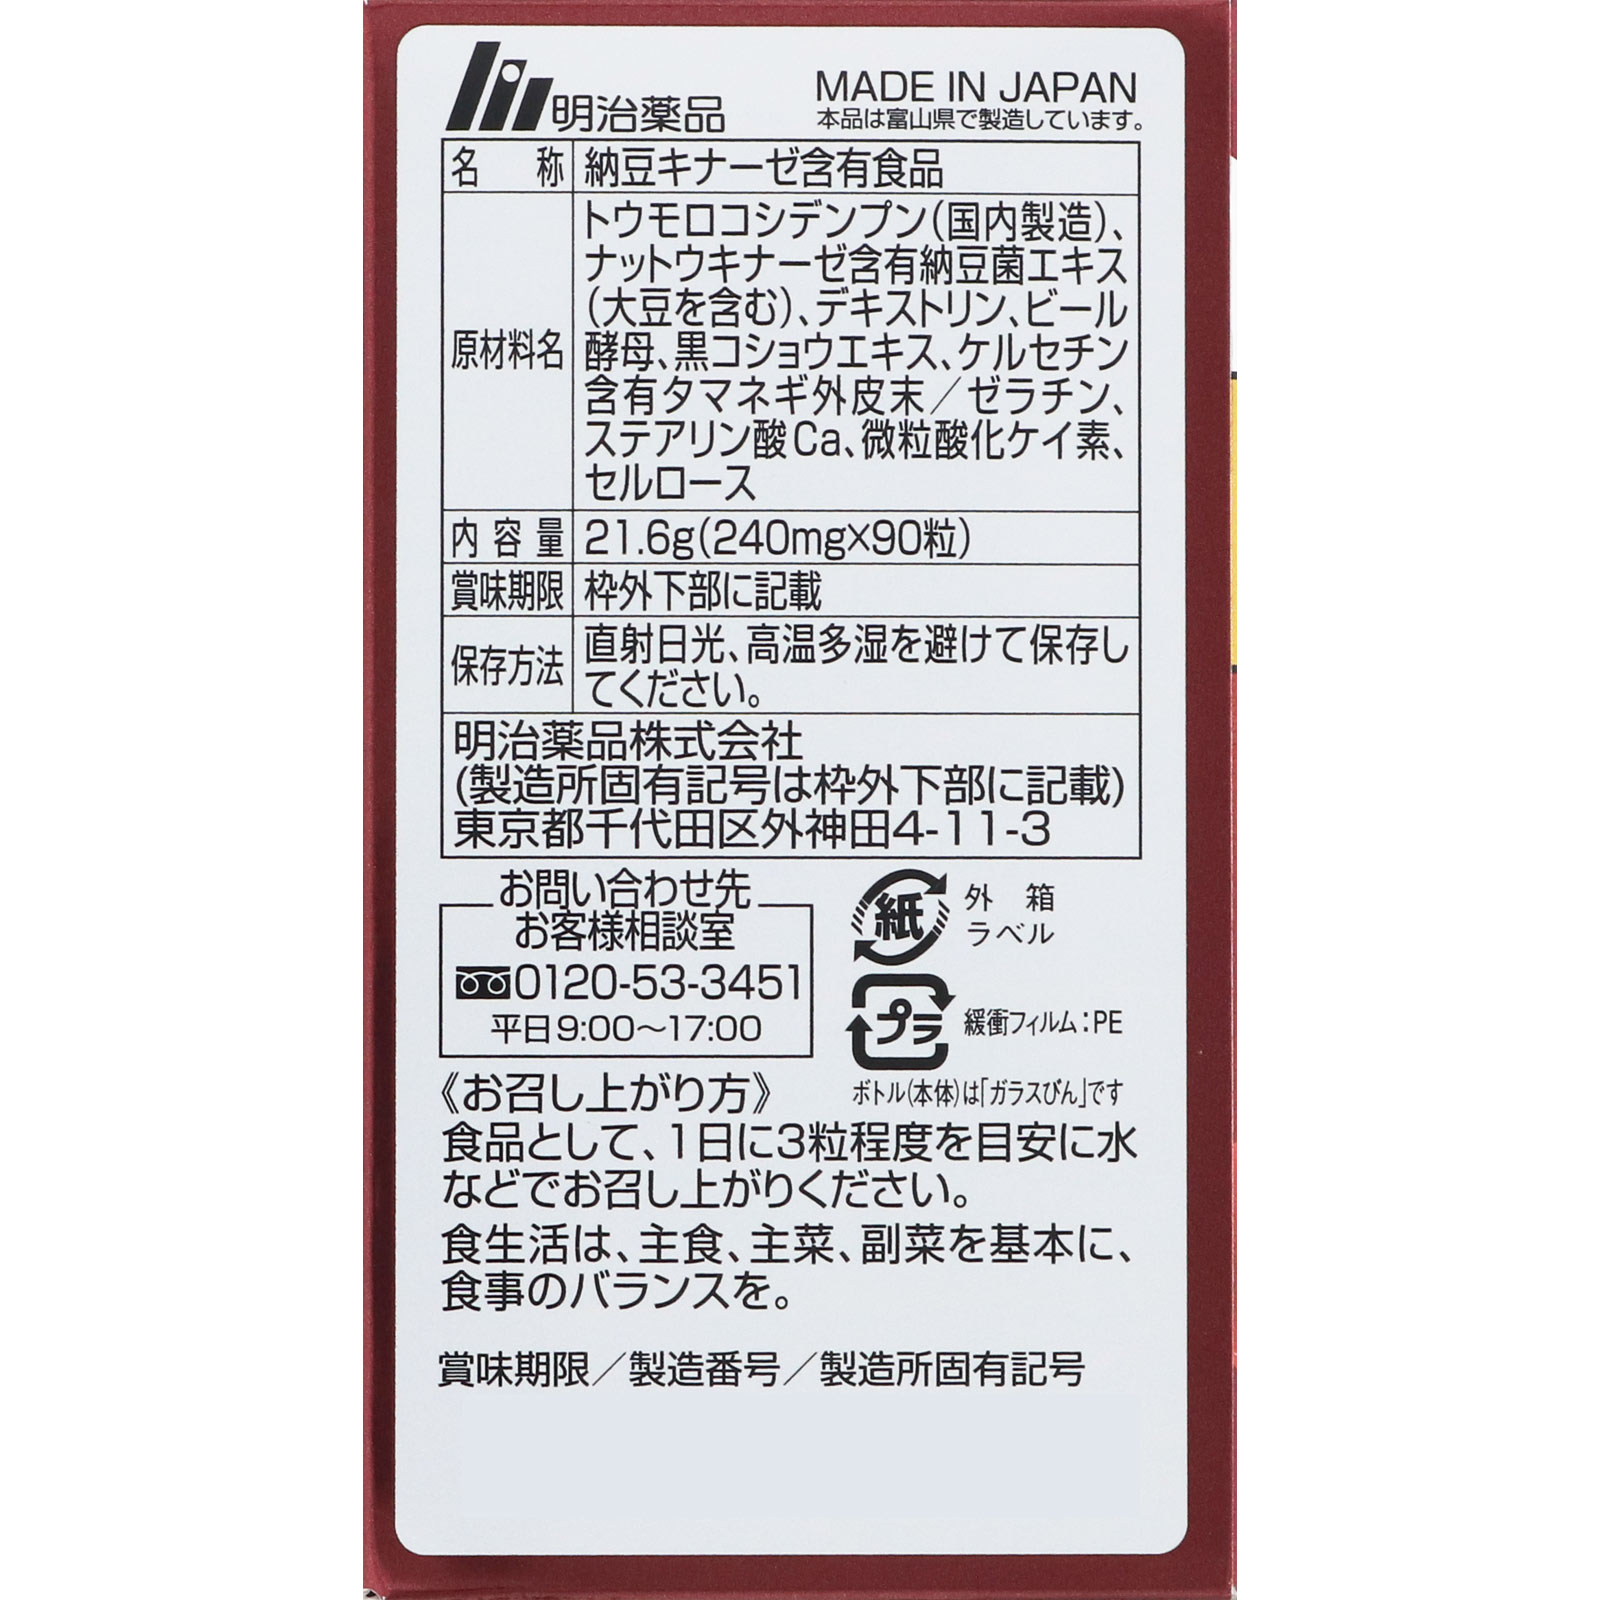 明治薬品
MADE IN JAPAN
本品は富山県で製造しています。
名　称 納豆キナーゼ含有食品
原材料名 トウモロコシデンプン(国内製造)、
ナットウキナーゼ含有納豆菌エキス
(大豆を含む)、デキストリン、ビール
酵母、黒コショウエキス、ケルセチン
含有タマネギ外皮末／ゼラチン、
ステアリン酸Ca、微粒酸化ケイ素、
セルロース
内容量 21.6g(240mg×90粒)
賞味期限 枠外下部に記載
保存方法 直射日光、高温多湿を避けて保存し
てください。
明治薬品株式会社
(製造所固有記号は枠外下部に記載)
東京都千代田区外神田4-11-3
お問い合わせ先
お客様相談室
0120-53-3451
平日9:00～17:00
紙 外　箱
ラベル
プラ 緩衝フィルム:PE
ボトル(本体)は｢ガラスびん｣です
《お召し上がり方》
食品として、1日に3粒程度を目安に水
などでお召し上がりください。
食生活は、主食、主菜、副菜を基本に、
食事のバランスを。
賞味期限／製造番号／製造所固有記号